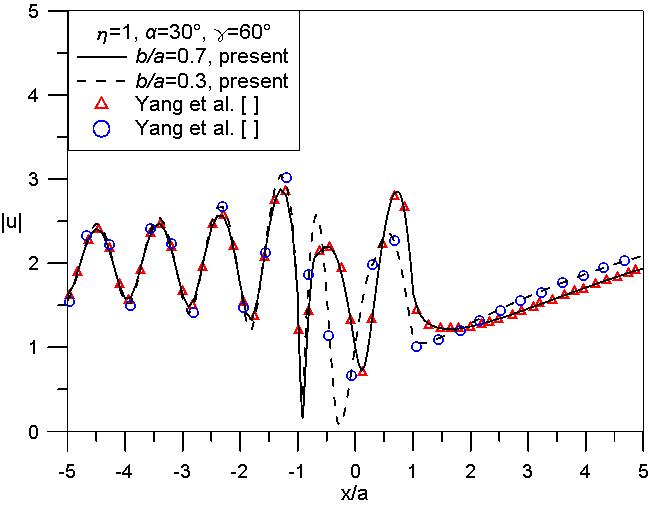 η=1, α=30°, γ=60°
b/a=0.7, present
b/a=0.3, present
Yang et al. [ ]
Yang et al. [ ]
5
4
3
2
1
0
|u|
-5 -4 -3 -2 -1 0 1 2 3 4 5
x/a